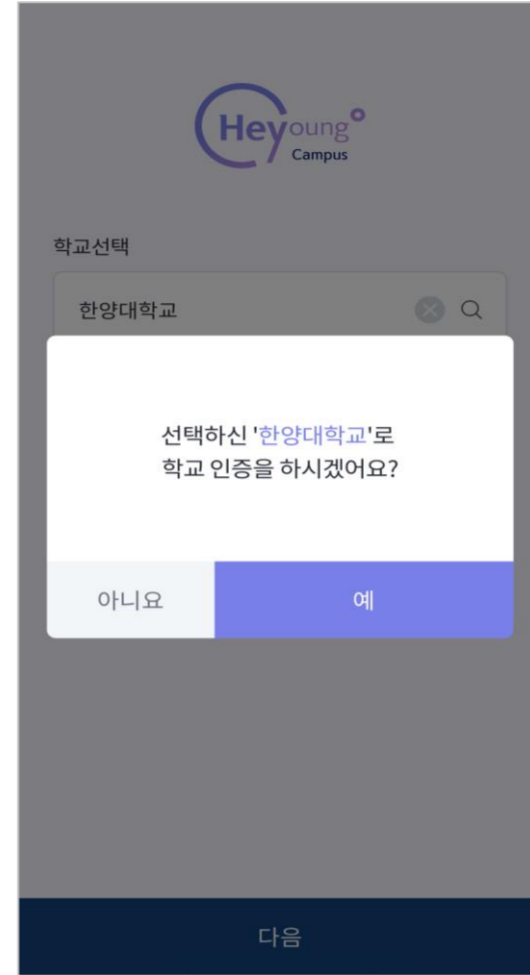 Heyoung
Campus
학교선택
한양대학교
선택하신 '한양대학교'로
학교 인증을 하시겠어요?
아니요
예
다음